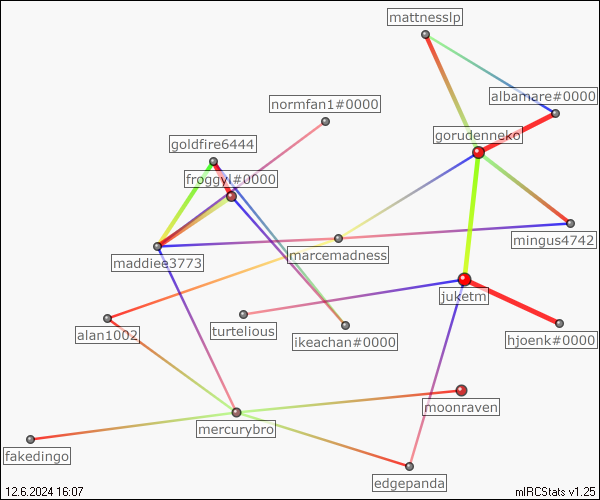 mattnesslp
albamare#0000
normfan1#0000
gorudenneko
goldfire6444
froggyl#0000
mingus4742
marcemadness
maddiee3773
juketm
turtelious
alan1002
ikeachan#0000
hjoenk#0000
moonraven
mercurybro
fakedingo
edgepanda
12.6.2024 16:07
mIRCStats v1.25